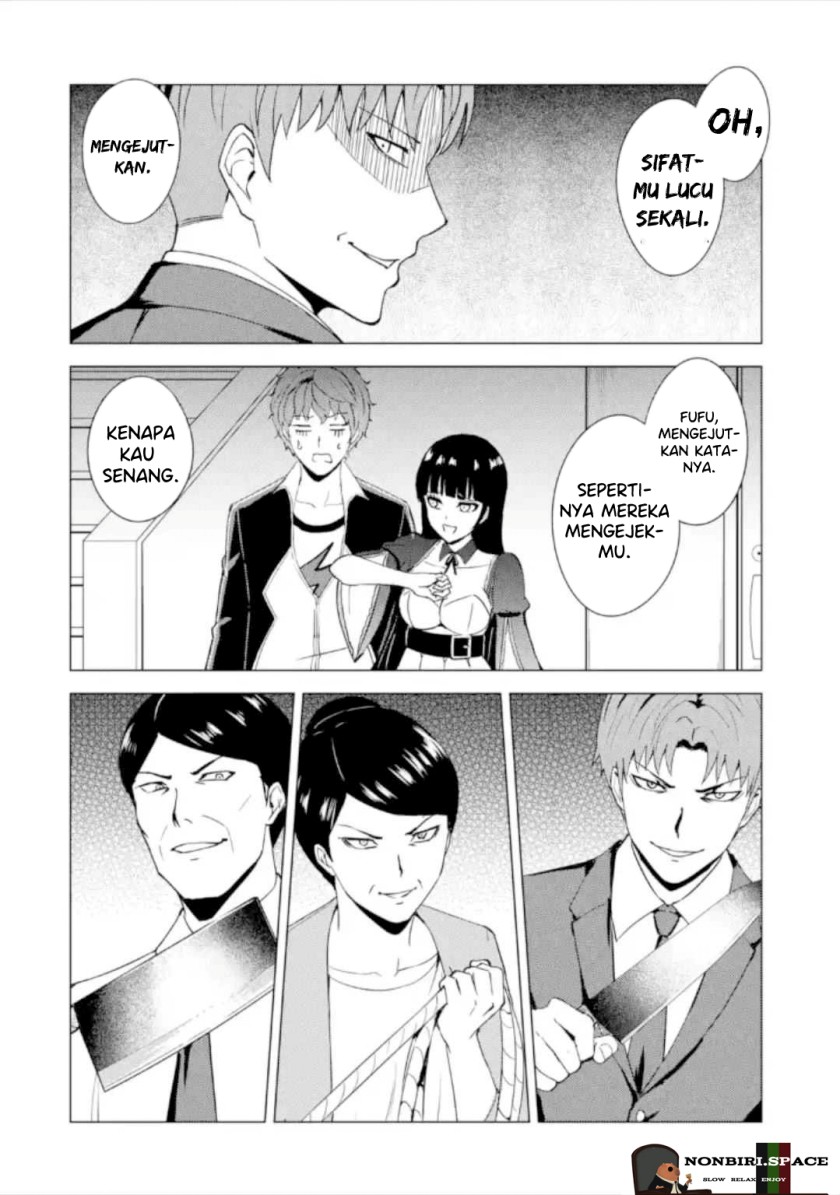 OH,
SIFAT-
MU LUCU
SEKALI.
MENGEJUT-
KAN.
FUFU,
MENGEJUT-
KAN KATA-
NYA.
SEPERTI-
NYA MEREKA
MENGEJEK-
MU.
KENAPA
KAU
SENANG.
NONBIRI.SPACE
SLOW RELAX ENJOY